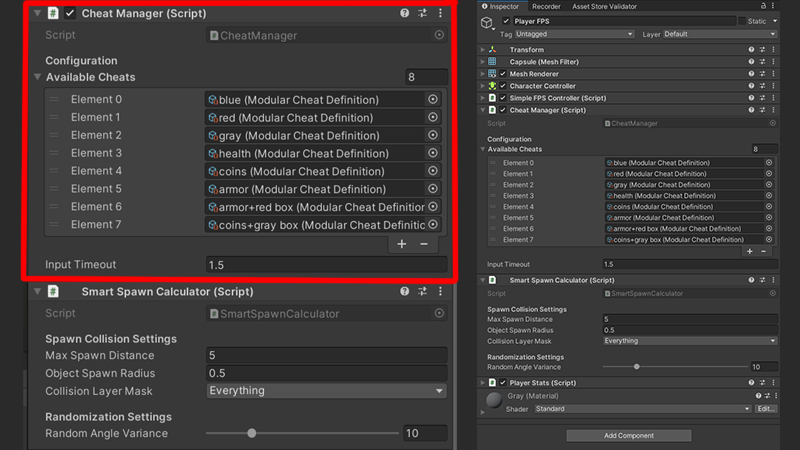 Cheat Manager (Script)
Script
CheatManager
Configuration
Available Cheats
8
Element 0
blue (Modular Cheat Definition)
Element 1
red (Modular Cheat Definition)
Element 2
gray (Modular Cheat Definition)
Element 3
health (Modular Cheat Definition)
Element 4
coins (Modular Cheat Definition)
Element 5
armor (Modular Cheat Definition)
Element 6
armor+red box (Modular Cheat Definition
Element 7
coins+gray box (Modular Cheat Definitic
Input Timeout
1.5
Smart Spawn Calculator (Script)
Script
SmartSpawnCalculator
Spawn Collision Settings
Max Spawn Distance
5
Object Spawn Radius
0.5
Collision Layer Mask
Everything
Randomization Settings
Random Angle Variance
10
Inspector
Recorder
Asset Store Validator
Player FPS
Static
Tag Untagged
Layer Default
Transform
Capsule (Mesh Filter)
Mesh Renderer
Character Controller
Simple FPS Controller (Script)
Cheat Manager (Script)
Script
CheatManager
Configuration
Available Cheats
8
Element 0
blue (Modular Cheat Definition)
Element 1
red (Modular Cheat Definition)
Element 2
gray (Modular Cheat Definition)
Element 3
health (Modular Cheat Definition)
Element 4
coins (Modular Cheat Definition)
Element 5
armor (Modular Cheat Definition)
Element 6
armor+red box (Modular Cheat Definition)
Element 7
coins+gray box (Modular Cheat Definition)
Input Timeout
1.5
Smart Spawn Calculator (Script)
Script
SmartSpawnCalculator
Spawn Collision Settings
Max Spawn Distance
5
Object Spawn Radius
0.5
Collision Layer Mask
Everything
Randomization Settings
Random Angle Variance
10
Player Stats (Script)
Gray (Material)
Shader
Standard
Edit...
Add Component